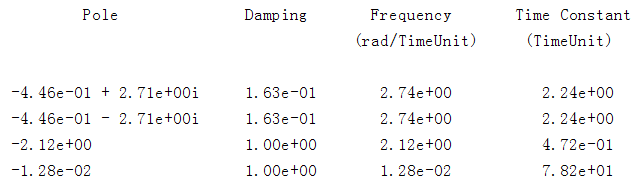 Pole Damping Frequency Time Constant
(rad/TimeUnit) (TimeUnit)
-4.46e-01 + 2.71e+00i 1.63e-01 2.74e+00 2.24e+00
-4.46e-01 - 2.71e+00i 1.63e-01 2.74e+00 2.24e+00
-2.12e+00 1.00e+00 2.12e+00 4.72e-01
-1.28e-02 1.00e+00 1.28e-02 7.82e+01